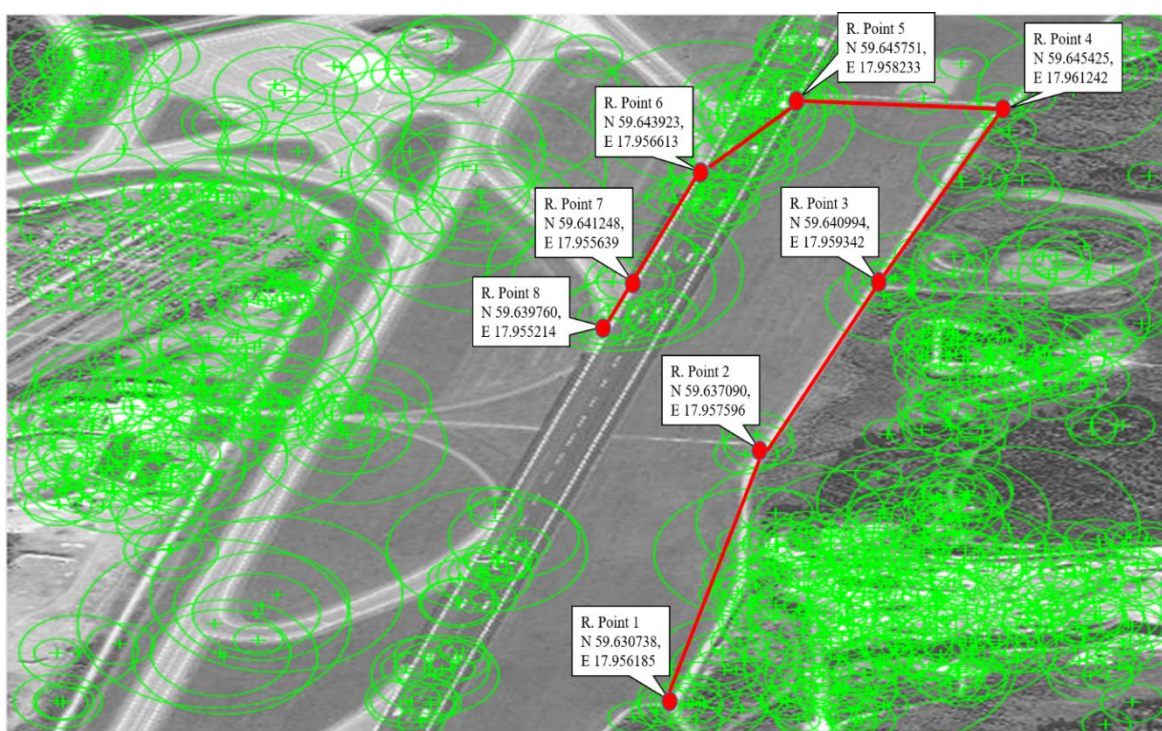 R. Point 5
N 59.645751,
E 17.958233
R. Point 4
N 59.645425,
E 17.961242
R. Point 6
N 59.643923,
E 17.956613
R. Point 7
N 59.641248,
E 17.955639
R. Point 3
N 59.640994,
E 17.959342
R. Point 8
N 59.639760,
E 17.955214
R. Point 2
N 59.637090,
E 17.957596
R. Point 1
N 59.630738,
E 17.956185